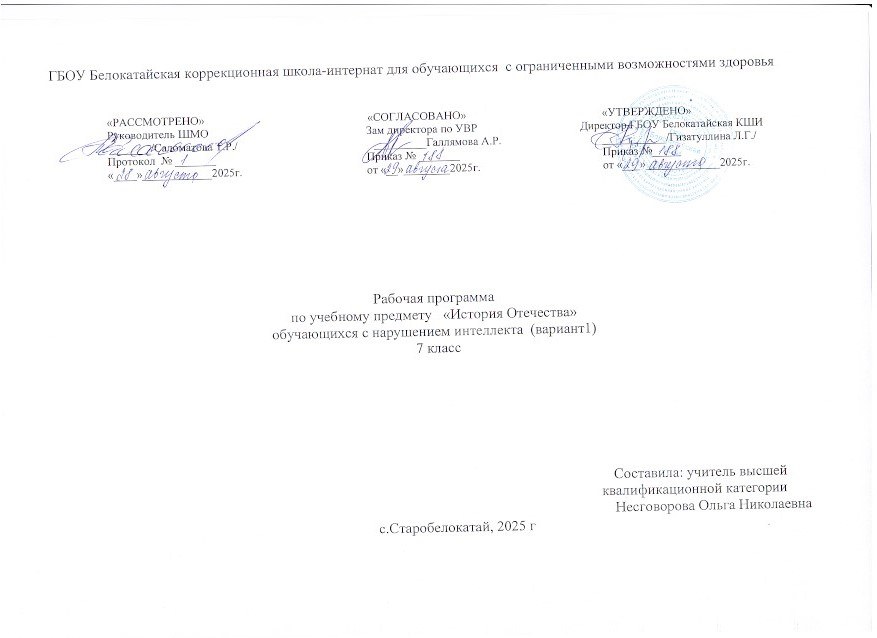 ГБОУ Белокатайская коррекционная школа-интернат для обучающихся с ограниченными возможностями здоровья
«РАССМОТРЕНО»
Руководитель ШМО
Протокол № 1
«28» августа 2025г.
«СОГЛАСОВАНО»
Зам директора по УВР
Галлямова А.Р.
Приказ № 188
от «29» августа 2025г.
«УТВЕРЖДЕНО»
Директор ГБОУ Белокатайская КШИ
/Гизатуллина Л.Г./
Приказ № 188
от «29» августа 2025г.
Рабочая программа
по учебному предмету «История Отечества»
обучающихся с нарушением интеллекта (вариант1)
7 класс
Составила: учитель высшей
квалификационной категории
Несговорова Ольга Николаевна
с.Старобелокатай, 2025 г